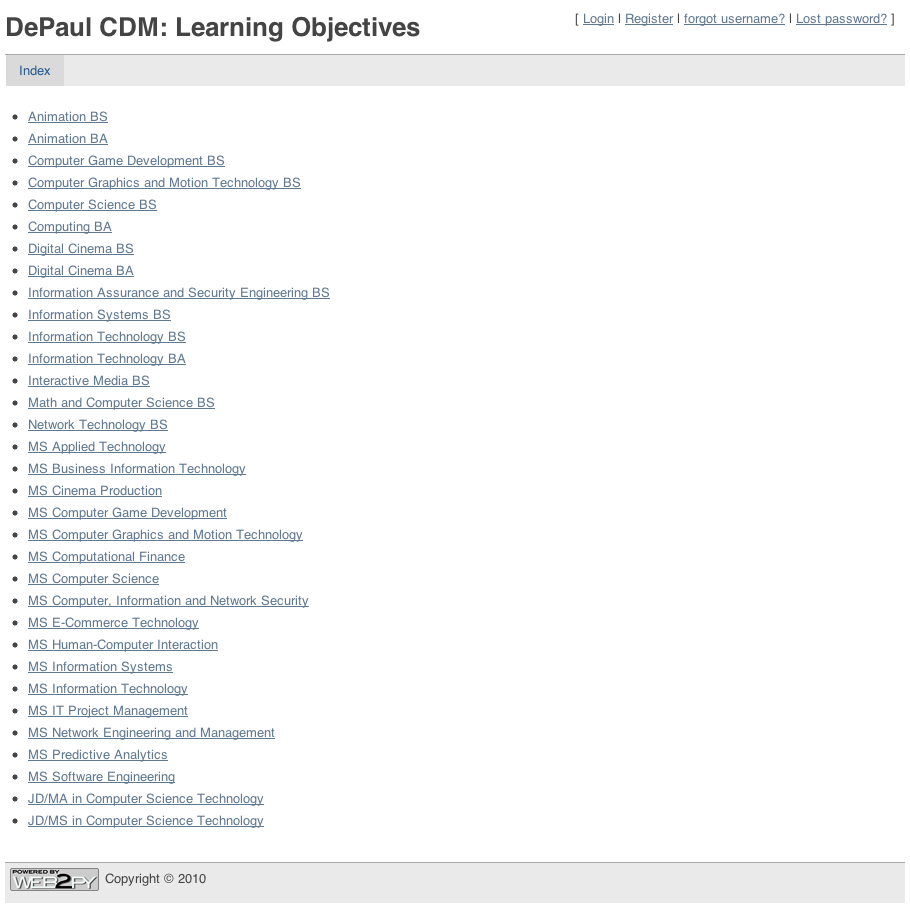 DePaul CDM: Learning Objectives
[ Login | Register | forgot username? | Lost password? ]
Index
Animation BS
Animation BA
Computer Game Development BS
Computer Graphics and Motion Technology BS
Computer Science BS
Computing BA
Digital Cinema BS
Digital Cinema BA
Information Assurance and Security Engineering BS
Information Systems BS
Information Technology BS
Information Technology BA
Interactive Media BS
Math and Computer Science BS
Network Technology BS
MS Applied Technology
MS Business Information Technology
MS Cinema Production
MS Computer Game Development
MS Computer Graphics and Motion Technology
MS Computational Finance
MS Computer Science
MS Computer, Information and Network Security
MS E-Commerce Technology
MS Human-Computer Interaction
MS Information Systems
MS Information Technology
MS IT Project Management
MS Network Engineering and Management
MS Predictive Analytics
MS Software Engineering
JD/MA in Computer Science Technology
JD/MS in Computer Science Technology
POWERED BY
WEB2PY
Copyright © 2010